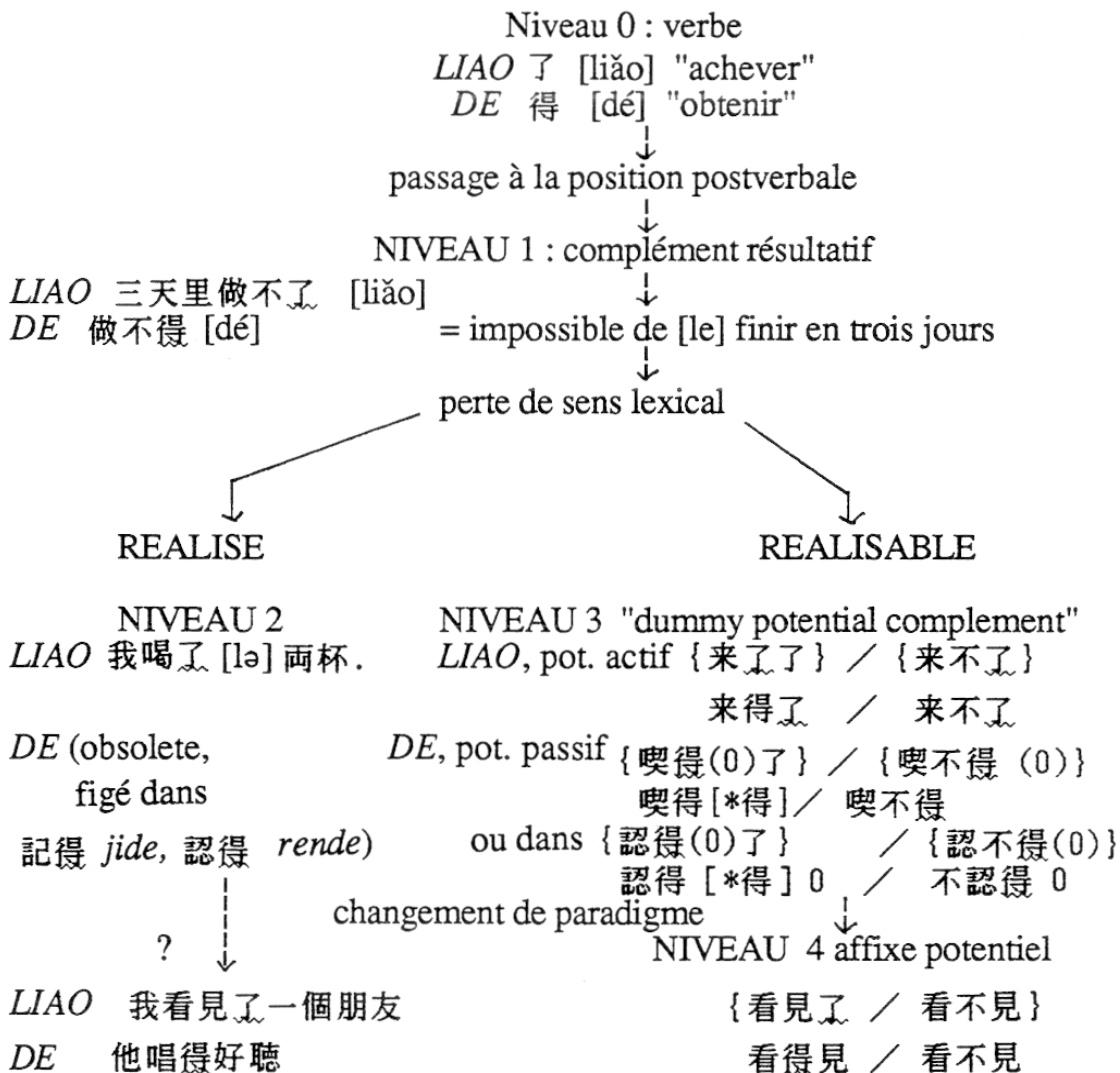 Niveau 0 : verbe
LIAO 了 [liǎo] "achever"
DE 得 [dé] "obtenir"
passage à la position postverbale
NIVEAU 1 : complément résultatif
LIAO 三天里做不了 [liǎo]
DE 做不得 [dé] = impossible de [le] finir en trois jours
perte de sens lexical
REALISE REALISABLE
NIVEAU 2 NIVEAU 3 "dummy potential complement"
LIAO 我喝了 [lə] 両杯. LIAO, pot. actif {来了了} / {来不了}
来得了 / 来不了
DE (obsolete, DE, pot. passif {喫得(0)了} / {喫不得 (0)}
figé dans 喫得[*得]/ 喫不得
記得 jide, 認得 rende) ou dans {認得(0)了} / {認不得(0)}
認得 [*得] 0 / 不認得 0
changement de paradigme
? NIVEAU 4 affixe potentiel
LIAO 我看見了一個朋友 {看見了 / 看不見}
DE 他唱得好聴 看得見 / 看不見